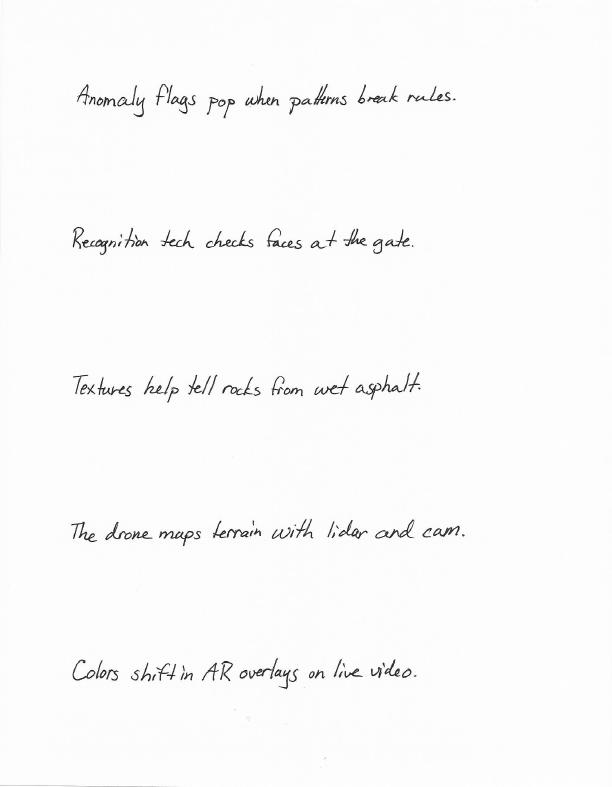 Anomaly flags pop when patterns break rules.
Recognition tech checks faces at the gate.
Textures help tell rocks from wet asphalt.
The drone maps terrain with lidar and cam.
Colors shift in AR overlays on live video.